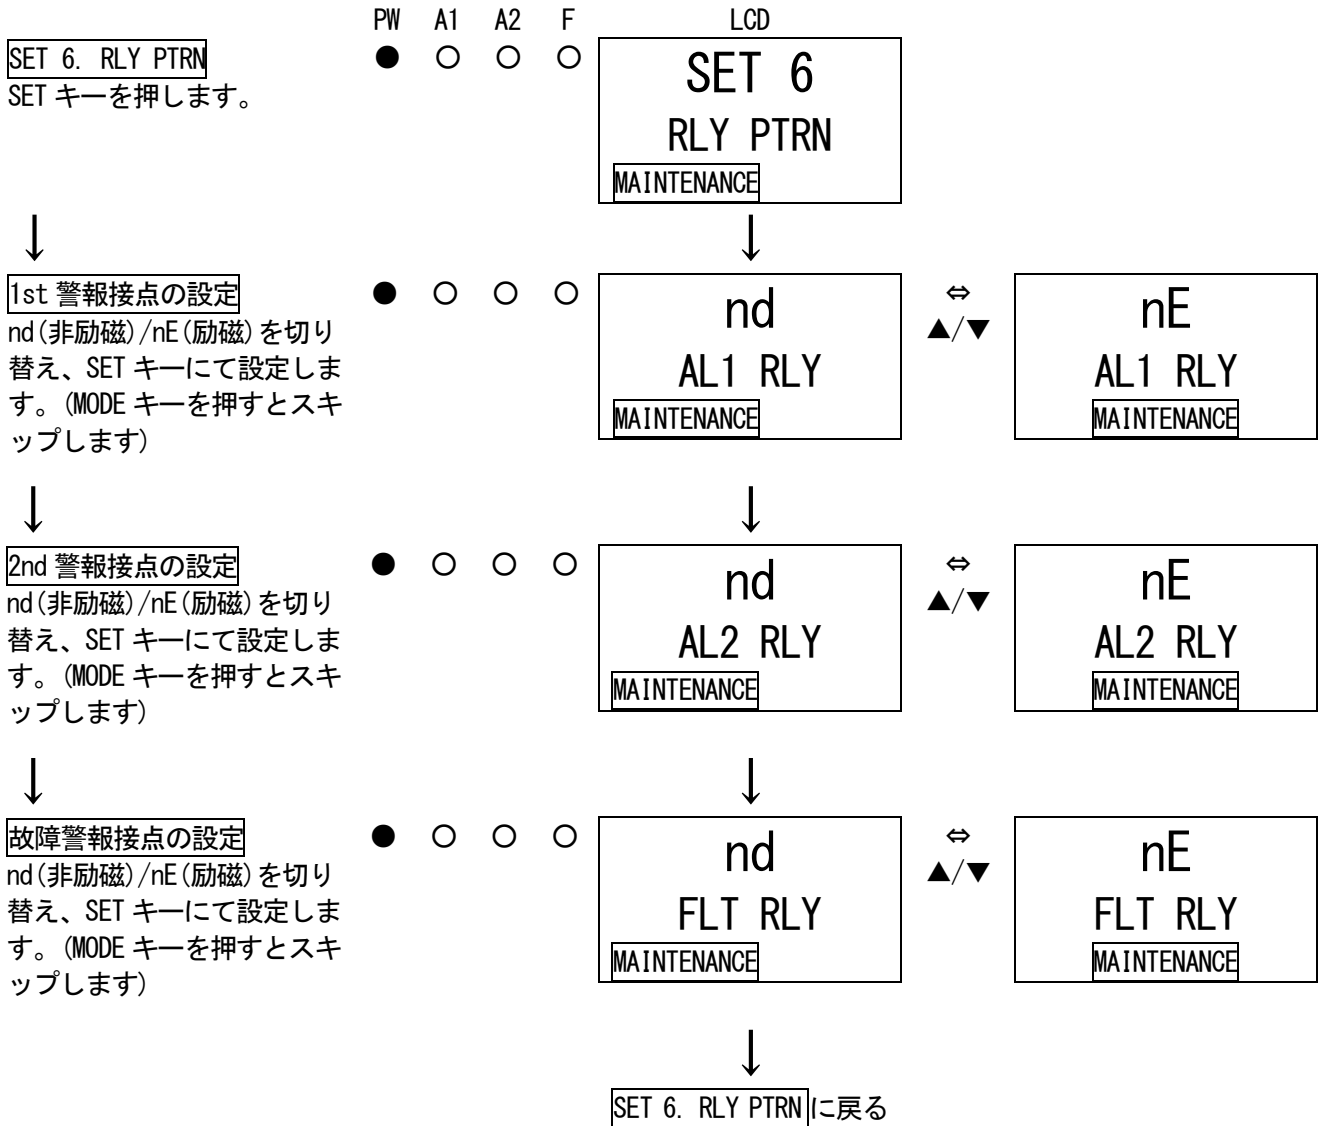 PW A1 A2 F LCD
SET 6. RLY PTRN ● ○ ○ ○
SET キーを押します。
SET 6
RLY PTRN
MAINTENANCE
↓ ↓
1st 警報接点の設定 ● ○ ○ ○
nd(非励磁)/nE(励磁)を切り
替え、SET キーにて設定しま
す。(MODE キーを押すとスキ
ップします)
nd
AL1 RLY
MAINTENANCE
⇔
▲/▼
nE
AL1 RLY
MAINTENANCE
↓ ↓
2nd 警報接点の設定 ● ○ ○ ○
nd(非励磁)/nE(励磁)を切り
替え、SET キーにて設定しま
す。(MODE キーを押すとスキ
ップします)
nd
AL2 RLY
MAINTENANCE
⇔
▲/▼
nE
AL2 RLY
MAINTENANCE
↓ ↓
故障警報接点の設定 ● ○ ○ ○
nd(非励磁)/nE(励磁)を切り
替え、SET キーにて設定しま
す。(MODE キーを押すとスキ
ップします)
nd
FLT RLY
MAINTENANCE
⇔
▲/▼
nE
FLT RLY
MAINTENANCE
↓
SET 6. RLY PTRN に戻る